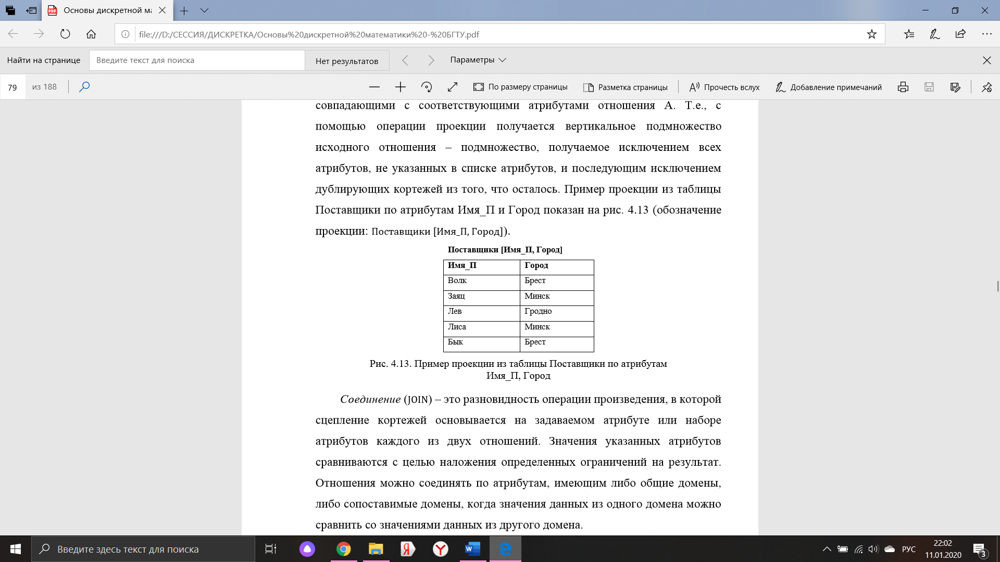 Основы дискретной ма
file:///D:/СЕССИЯ/ДИСКРЕТКА/Основы%20дискретной%20математики%20-%20БГТУ.pdf
Найти на странице
Введите текст для поиска
Нет результатов
Параметры
79
из 188
По размеру страницы
Разметка страницы
Прочесть вслух
Добавление примечаний
совпадающими с соответствующими атрибутами отношения А. Т.е., с
помощью операции проекции получается вертикальное подмножество
исходного отношения – подмножество, получаемое исключением всех
атрибутов, не указанных в списке атрибутов, и последующим исключением
дублирующих кортежей из того, что осталось. Пример проекции из таблицы
Поставщики по атрибутам Имя_П и Город показан на рис. 4.13 (обозначение
проекции: Поставщики [Имя_П, Город]).
Поставщики [Имя_П, Город]
Имя_П Город
Волк Брест
Заяц Минск
Лев Гродно
Лиса Минск
Бык Брест
Рис. 4.13. Пример проекции из таблицы Поставщики по атрибутам
Имя_П, Город
Соединение (JOIN) – это разновидность операции произведения, в которой
сцепление кортежей основывается на задаваемом атрибуте или наборе
атрибутов каждого из двух отношений. Значения указанных атрибутов
сравниваются с целью наложения определенных ограничений на результат.
Отношения можно соединять по атрибутам, имеющим либо общие домены,
либо сопоставимые домены, когда значения данных из одного домена можно
сравнить со значениями данных из другого домена.
Введите здесь текст для поиска
РУС
22:02
11.01.2020
3